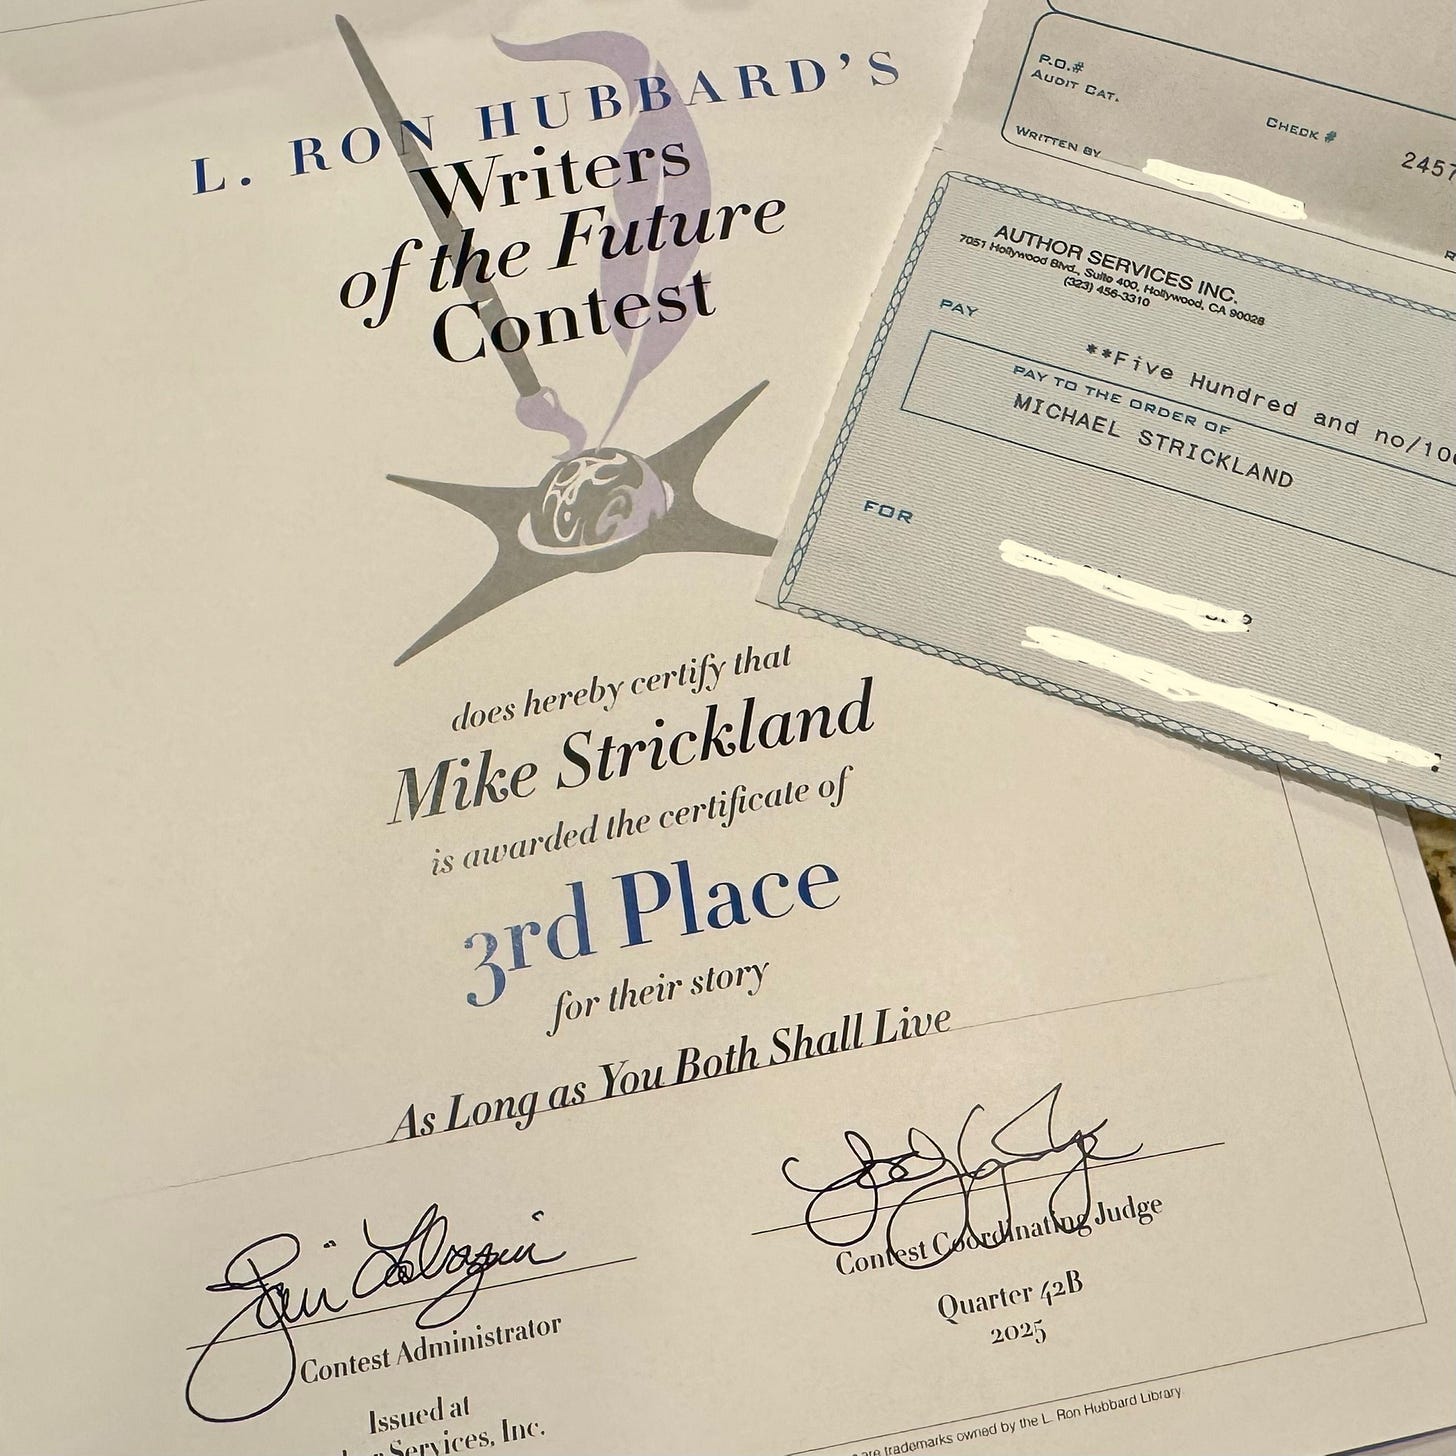 L. RON HUBBARD'S
Writers
of the Future
Contest
does hereby certify that
Mike Strickland
is awarded the certificate of
3rd Place
for their story
As Long as You Both Shall Live
Contest Administrator
Issued at
Services, Inc.
Contest Coordinating Judge
Quarter 42B
2025
are trademarks owned by the L. Ron Hubbard Library
P.O.#
AUDIT CAT.
CHECK #
2457
WRITTEN BY
AUTHOR SERVICES INC.
7051 Hollywood Blvd., Suite 400, Hollywood, CA 90028
(323) 456-3310
PAY
**Five Hundred and no/100
PAY TO THE ORDER OF
MICHAEL STRICKLAND
FOR